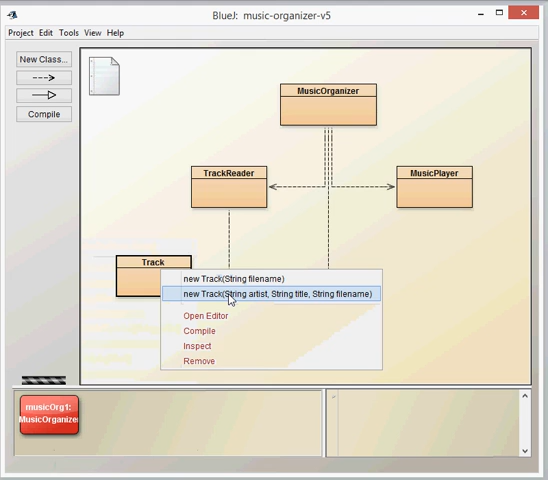 BlueJ: music-organizer-v5
Project Edit Tools View Help
New Class...
Compile
MusicOrganizer
TrackReader
MusicPlayer
Track
new Track(String filename)
new Track(String artist, String title, String filename)
Open Editor
Compile
Inspect
Remove
musicOrg1:
MusicOrganize